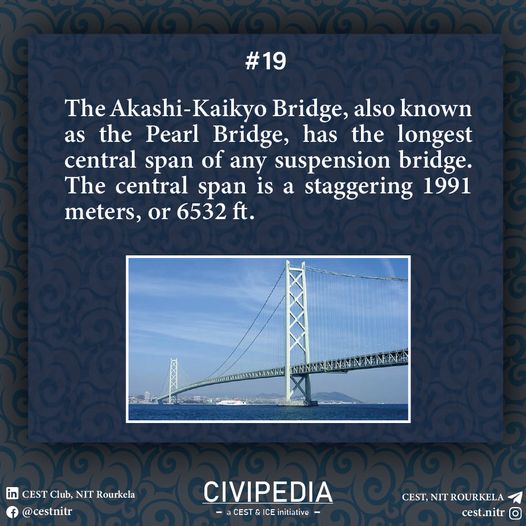 #19
The Akashi-Kaikyo Bridge, also known
as the Pearl Bridge, has the longest
central span of any suspension bridge.
The central span is a staggering 1991
meters, or 6532 ft.
CEST Club, NIT Rourkela
@cestnitr
CIVIPEDIA
– a CEST & ICE initiative –
CEST, NIT ROURKELA
cest.nitr